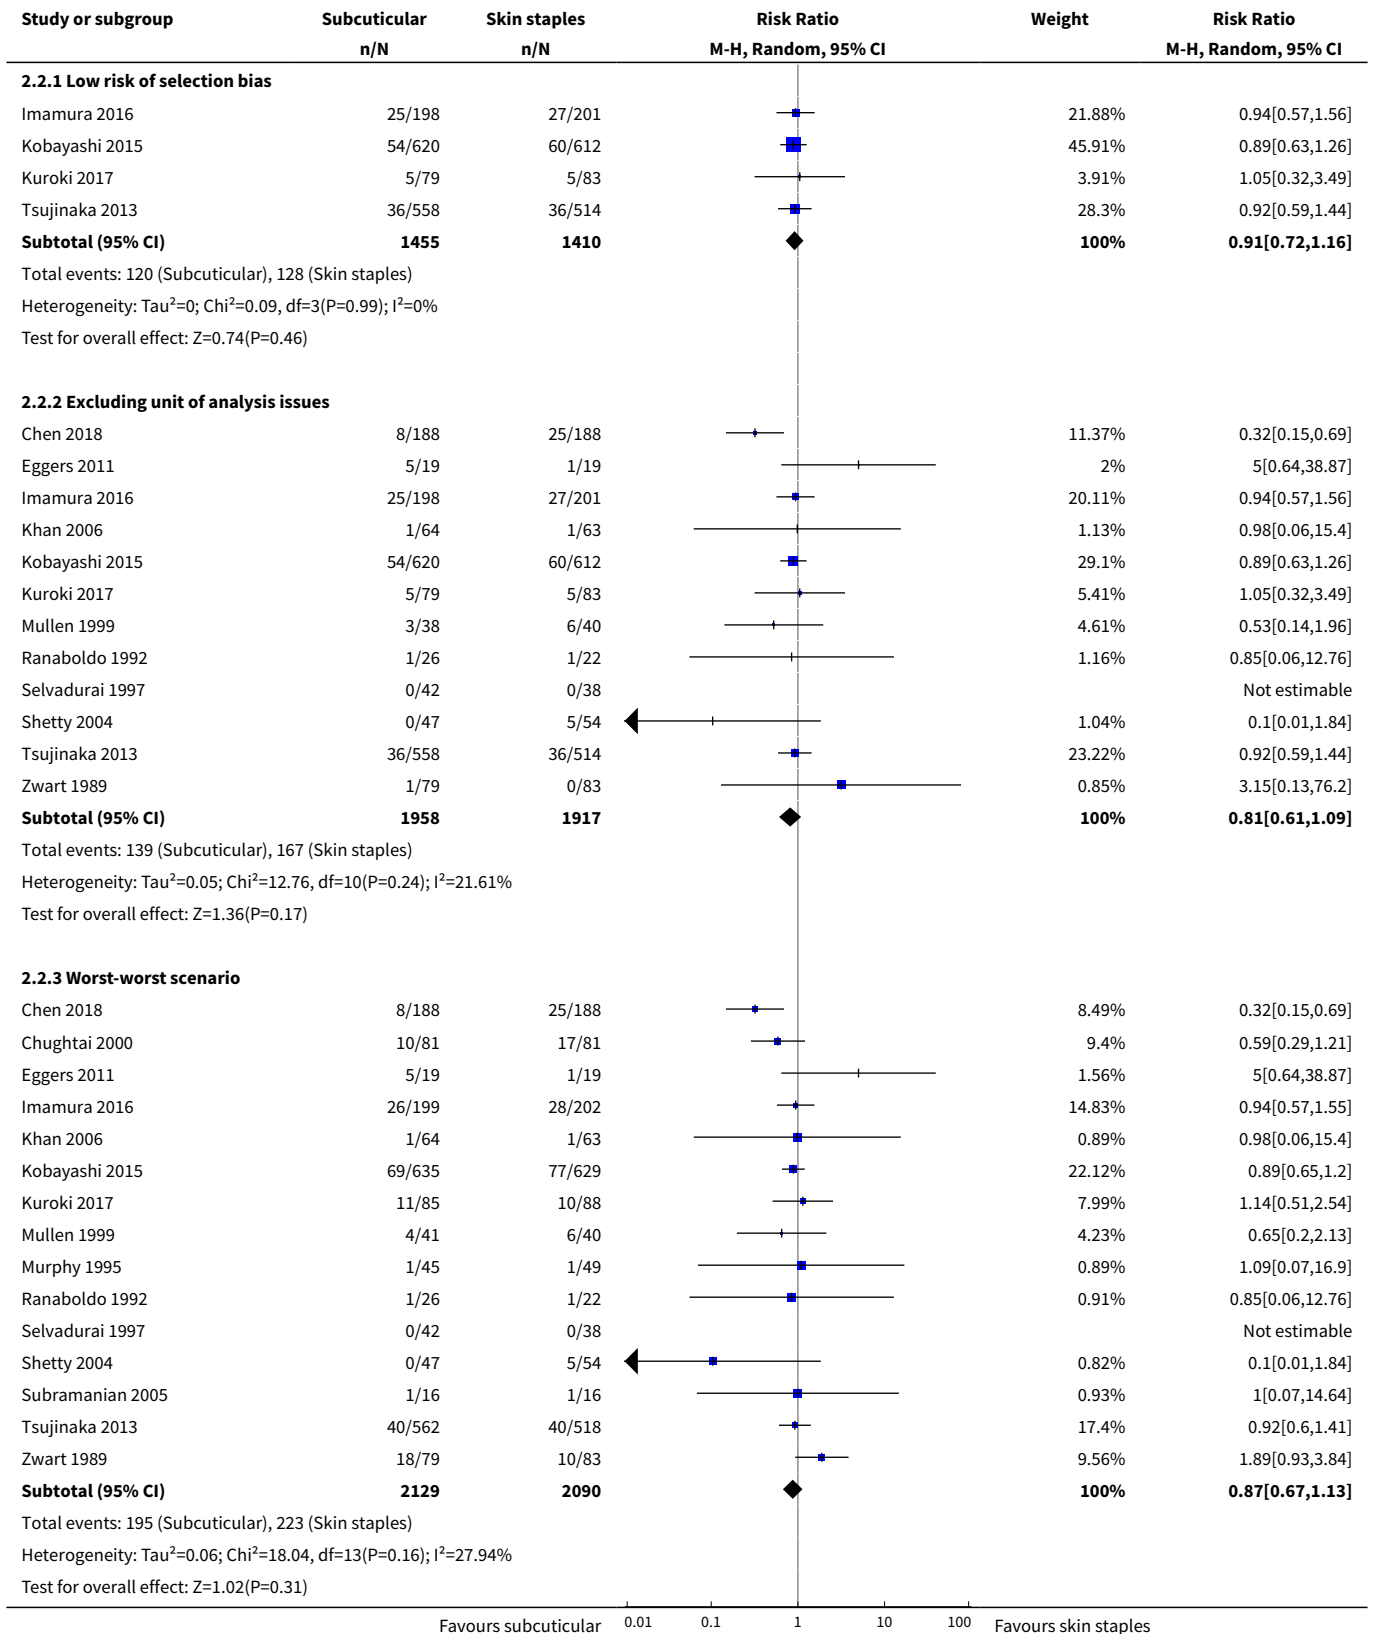 Study or subgroup Subcuticular Skin staples Risk Ratio Weight Risk Ratio
n/N n/N M-H, Random, 95% CI M-H, Random, 95% CI
2.2.1 Low risk of selection bias
Imamura 2016 25/198 27/201 21.88% 0.94[0.57,1.56]
Kobayashi 2015 54/620 60/612 45.91% 0.89[0.63,1.26]
Kuroki 2017 5/79 5/83 3.91% 1.05[0.32,3.49]
Tsujinaka 2013 36/558 36/514 28.3% 0.92[0.59,1.44]
Subtotal (95% CI) 1455 1410 100% 0.91[0.72,1.16]
Total events: 120 (Subcuticular), 128 (Skin staples)
Heterogeneity: Tau²=0; Chi²=0.09, df=3(P=0.99); I²=0%
Test for overall effect: Z=0.74(P=0.46)
2.2.2 Excluding unit of analysis issues
Chen 2018 8/188 25/188 11.37% 0.32[0.15,0.69]
Eggers 2011 5/19 1/19 2% 5[0.64,38.87]
Imamura 2016 25/198 27/201 20.11% 0.94[0.57,1.56]
Khan 2006 1/64 1/63 1.13% 0.98[0.06,15.4]
Kobayashi 2015 54/620 60/612 29.1% 0.89[0.63,1.26]
Kuroki 2017 5/79 5/83 5.41% 1.05[0.32,3.49]
Mullen 1999 3/38 6/40 4.61% 0.53[0.14,1.96]
Ranaboldo 1992 1/26 1/22 1.16% 0.85[0.06,12.76]
Selvadurai 1997 0/42 0/38 Not estimable
Shetty 2004 0/47 5/54 1.04% 0.1[0.01,1.84]
Tsujinaka 2013 36/558 36/514 23.22% 0.92[0.59,1.44]
Zwart 1989 1/79 0/83 0.85% 3.15[0.13,76.2]
Subtotal (95% CI) 1958 1917 100% 0.81[0.61,1.09]
Total events: 139 (Subcuticular), 167 (Skin staples)
Heterogeneity: Tau²=0.05; Chi²=12.76, df=10(P=0.24); I²=21.61%
Test for overall effect: Z=1.36(P=0.17)
2.2.3 Worst-worst scenario
Chen 2018 8/188 25/188 8.49% 0.32[0.15,0.69]
Chughtai 2000 10/81 17/81 9.4% 0.59[0.29,1.21]
Eggers 2011 5/19 1/19 1.56% 5[0.64,38.87]
Imamura 2016 26/199 28/202 14.83% 0.94[0.57,1.55]
Khan 2006 1/64 1/63 0.89% 0.98[0.06,15.4]
Kobayashi 2015 69/635 77/629 22.12% 0.89[0.65,1.2]
Kuroki 2017 11/85 10/88 7.99% 1.14[0.51,2.54]
Mullen 1999 4/41 6/40 4.23% 0.65[0.2,2.13]
Murphy 1995 1/45 1/49 0.89% 1.09[0.07,16.9]
Ranaboldo 1992 1/26 1/22 0.91% 0.85[0.06,12.76]
Selvadurai 1997 0/42 0/38 Not estimable
Shetty 2004 0/47 5/54 0.82% 0.1[0.01,1.84]
Subramanian 2005 1/16 1/16 0.93% 1[0.07,14.64]
Tsujinaka 2013 40/562 40/518 17.4% 0.92[0.6,1.41]
Zwart 1989 18/79 10/83 9.56% 1.89[0.93,3.84]
Subtotal (95% CI) 2129 2090 100% 0.87[0.67,1.13]
Total events: 195 (Subcuticular), 223 (Skin staples)
Heterogeneity: Tau²=0.06; Chi²=18.04, df=13(P=0.16); I²=27.94%
Test for overall effect: Z=1.02(P=0.31)
Favours subcuticular 0.01 0.1 1 10 100 Favours skin staples